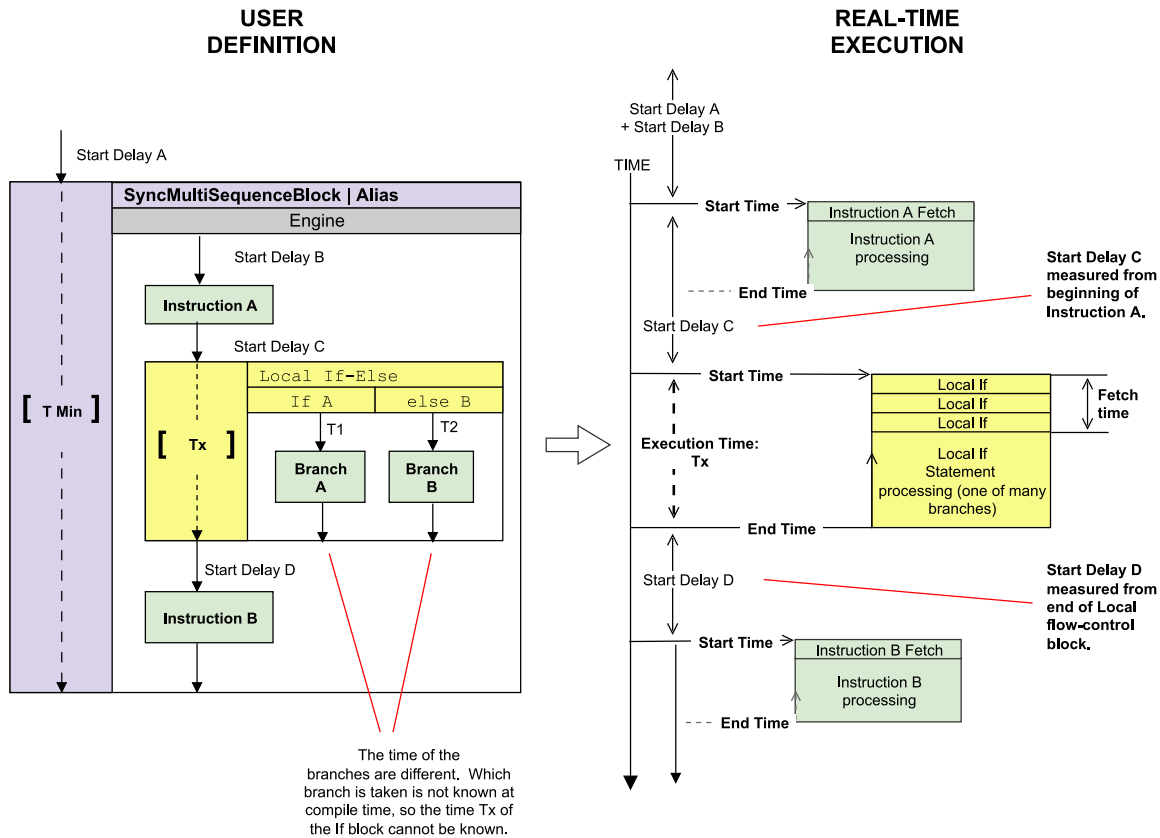 USER
DEFINITION
Start Delay A
SyncMultiSequenceBlock | Alias
Engine
Start Delay B
Instruction A
Start Delay C
Local If-Else
If A
else B
[ T Min ]
[ Tx ]
T1
T2
Branch
A
Branch
B
Start Delay D
Instruction B
The time of the
branches are different. Which
branch is taken is not known at
compile time, so the time Tx of
the If block cannot be known.
REAL-TIME
EXECUTION
Start Delay A
+ Start Delay B
TIME
Start Time
Instruction A Fetch
Instruction A
processing
End Time
Start Delay C
Start Delay C
measured from
beginning of
Instruction A.
Start Time
Local If
Local If
Local If
Fetch
time
Execution Time:
Tx
Local If
Statement
processing (one of many
branches)
End Time
Start Delay D
Start Delay D
measured from
end of Local
flow-control
block.
Start Time
Instruction B Fetch
Instruction B
processing
End Time